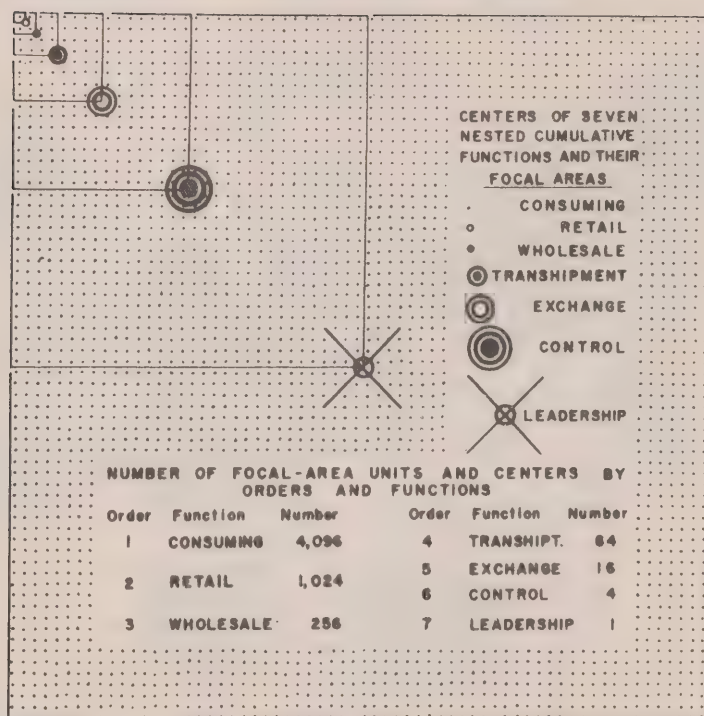 CENTERS OF SEVEN
NESTED CUMULATIVE
FUNCTIONS AND THEIR
FOCAL AREAS
CONSUMING
RETAIL
WHOLESALE
TRANSHIPMENT
EXCHANGE
CONTROL
LEADERSHIP
NUMBER OF FOCAL-AREA UNITS AND CENTERS BY
ORDERS AND FUNCTIONS
Order Function Number Order Function Number
1 CONSUMING 4,096 4 TRANSHIPT. 64
5 EXCHANGE 16
2 RETAIL 1,024
6 CONTROL 4
3 WHOLESALE 256 7 LEADERSHIP 1